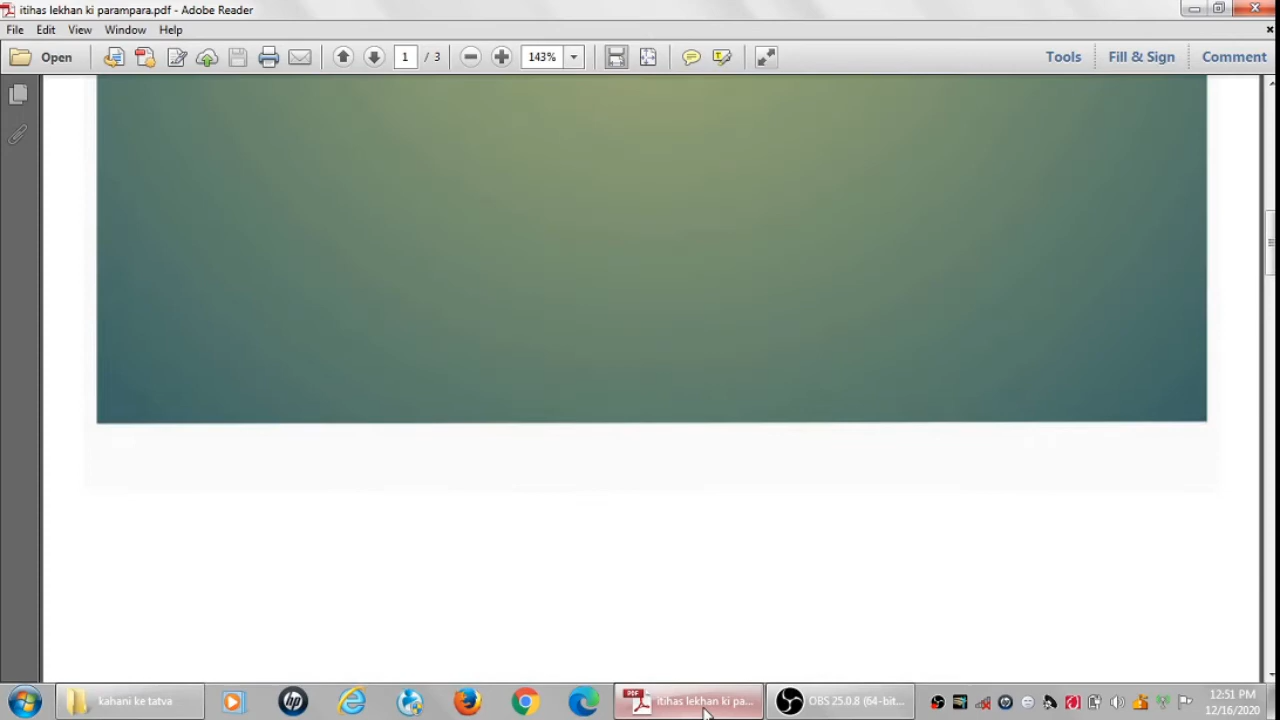 itihas lekhan ki parampara.pdf - Adobe Reader
File Edit View Window Help
Open 1 / 3 143% Tools Fill & Sign Comment
kahani ke tatva
itihas lekhan ki pa...
OBS 25.0.8 (64-bit...
12:51 PM
12/16/2020